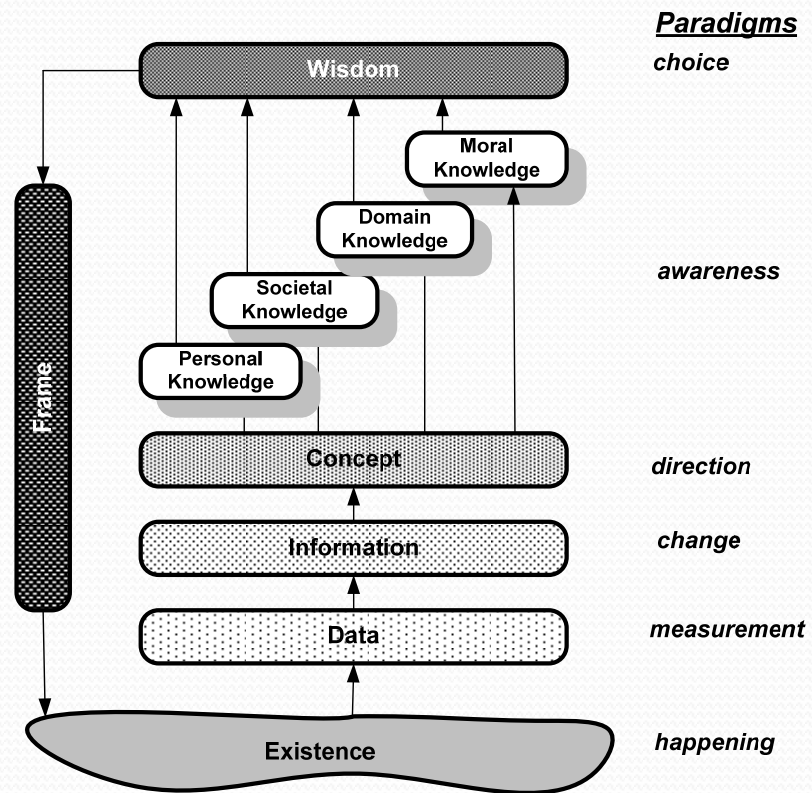 Paradigms
Wisdom
choice
Moral
Knowledge
Domain
Knowledge
awareness
Societal
Knowledge
Personal
Knowledge
Frame
Concept
direction
Information
change
Data
measurement
Existence
happening